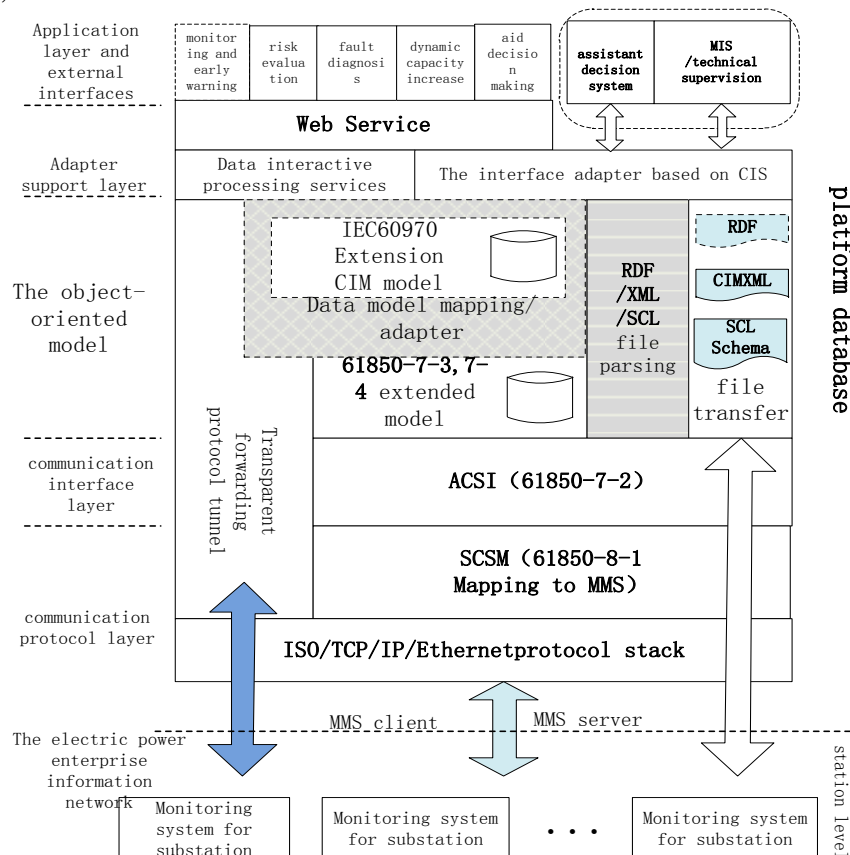 Application
layer and
external
interfaces
monitor
ing and
early
warning
risk
evalua
tion
fault
diagnosi
s
dynamic
capacity
increase
aid
decisio
n
making
assistant
decision
system
MIS
/technical
supervision
Web Service
Adapter
support layer
Data interactive
processing services
The interface adapter based on CIS
platform database
The object-
oriented
model
IEC60970
Extension
CIM model
Data model mapping/
adapter
61850-7-3,7-
4 extended
model
RDF
/XML
/SCL
file
parsing
RDF
CIMXML
SCL
Schema
file
transfer
Transparent
forwarding
protocol tunnel
communication
interface
layer
ACSI（61850-7-2）
SCSM（61850-8-1
Mapping to MMS）
communication
protocol layer
ISO/TCP/IP/Ethernetprotocol stack
MMS client
MMS server
The electric power
enterprise
information
network
station level
Monitoring
system for
substation
Monitoring system
for substation
...
Monitoring system
for substation